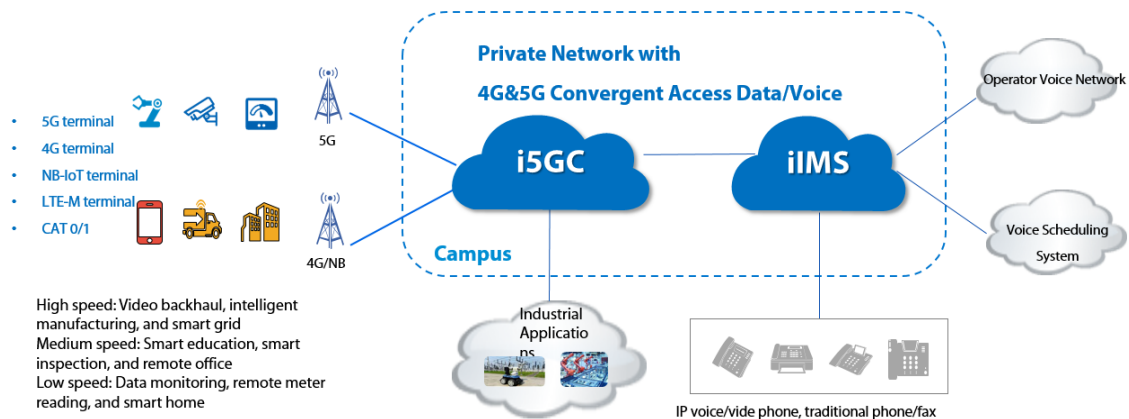 Private Network with
4G&5G Convergent Access Data/Voice
• 5G terminal
• 4G terminal
• NB-IoT terminal
• LTE-M terminal
• CAT 0/1
5G
4G/NB
i5GC
iIMS
Campus
Operator Voice Network
Voice Scheduling
System
High speed: Video backhaul, intelligent
manufacturing, and smart grid
Medium speed: Smart education, smart
inspection, and remote office
Low speed: Data monitoring, remote meter
reading, and smart home
Industrial
Applicatio
ns
IP voice/vide phone, traditional phone/fax